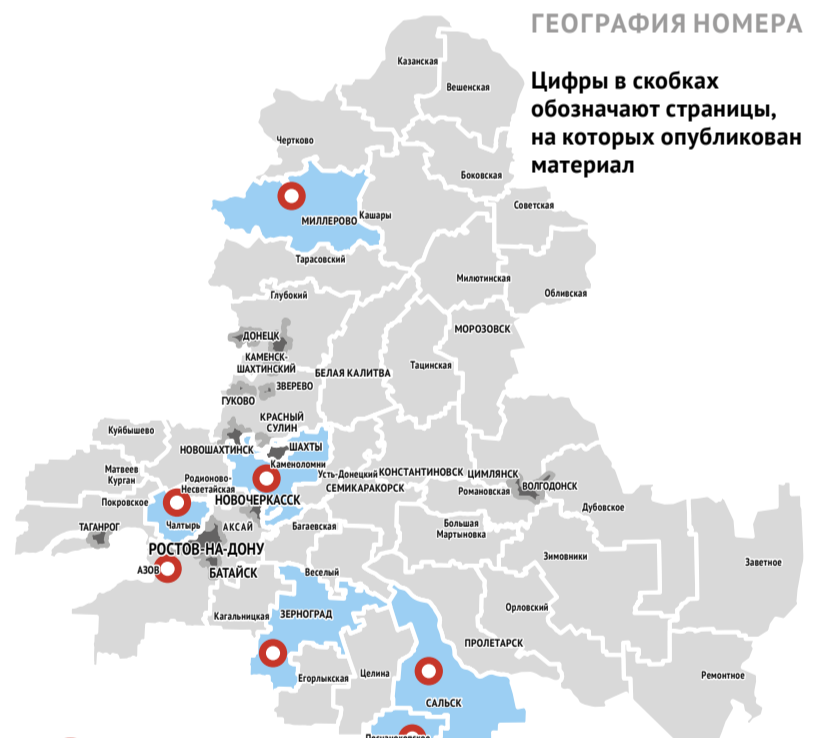 ГЕОГРАФИЯ НОМЕРА
Цифры в скобках
обозначают страницы,
на которых опубликован
материал
Казанская
Вешенская
Чертково
Боковская
Советская
Кашары
МИЛЛЕРОВО
Тарасовский
Милютинская
Обливская
Глубокий
МОРОЗОВСК
ДОНЕЦК
КАМЕНСК-
ШАХТИНСКИЙ
Тацинская
БЕЛАЯ КАЛИТВА
ЗВЕРЕВО
ГУКОВО
КРАСНЫЙ
СУЛИН
Куйбышево
НОВОШАХТИНСК
ШАХТЫ
Каменоломни
Матвеев
Курган
Родионово-
Несветайская
Усть-Донецкий
КОНСТАНТИНОВСК
ЦИМЛЯНСК
СЕМИКАРАКОРСК
Романовская
ВОЛГОДОНСК
Покровское
НОВОЧЕРКАССК
Дубовское
ТАГАНРОГ
Чалтырь
АКСАЙ
Багаевская
Большая
Мартыновка
РОСТОВ-НА-ДОНУ
Зимовники
Заветное
АЗОВ
БАТАЙСК
Веселый
Кагальницкая
ЗЕРНОГРАД
Орловский
ПРОЛЕТАРСК
Егорлыкская
Целина
Ремонтное
САЛЬСК
Песчанокопское